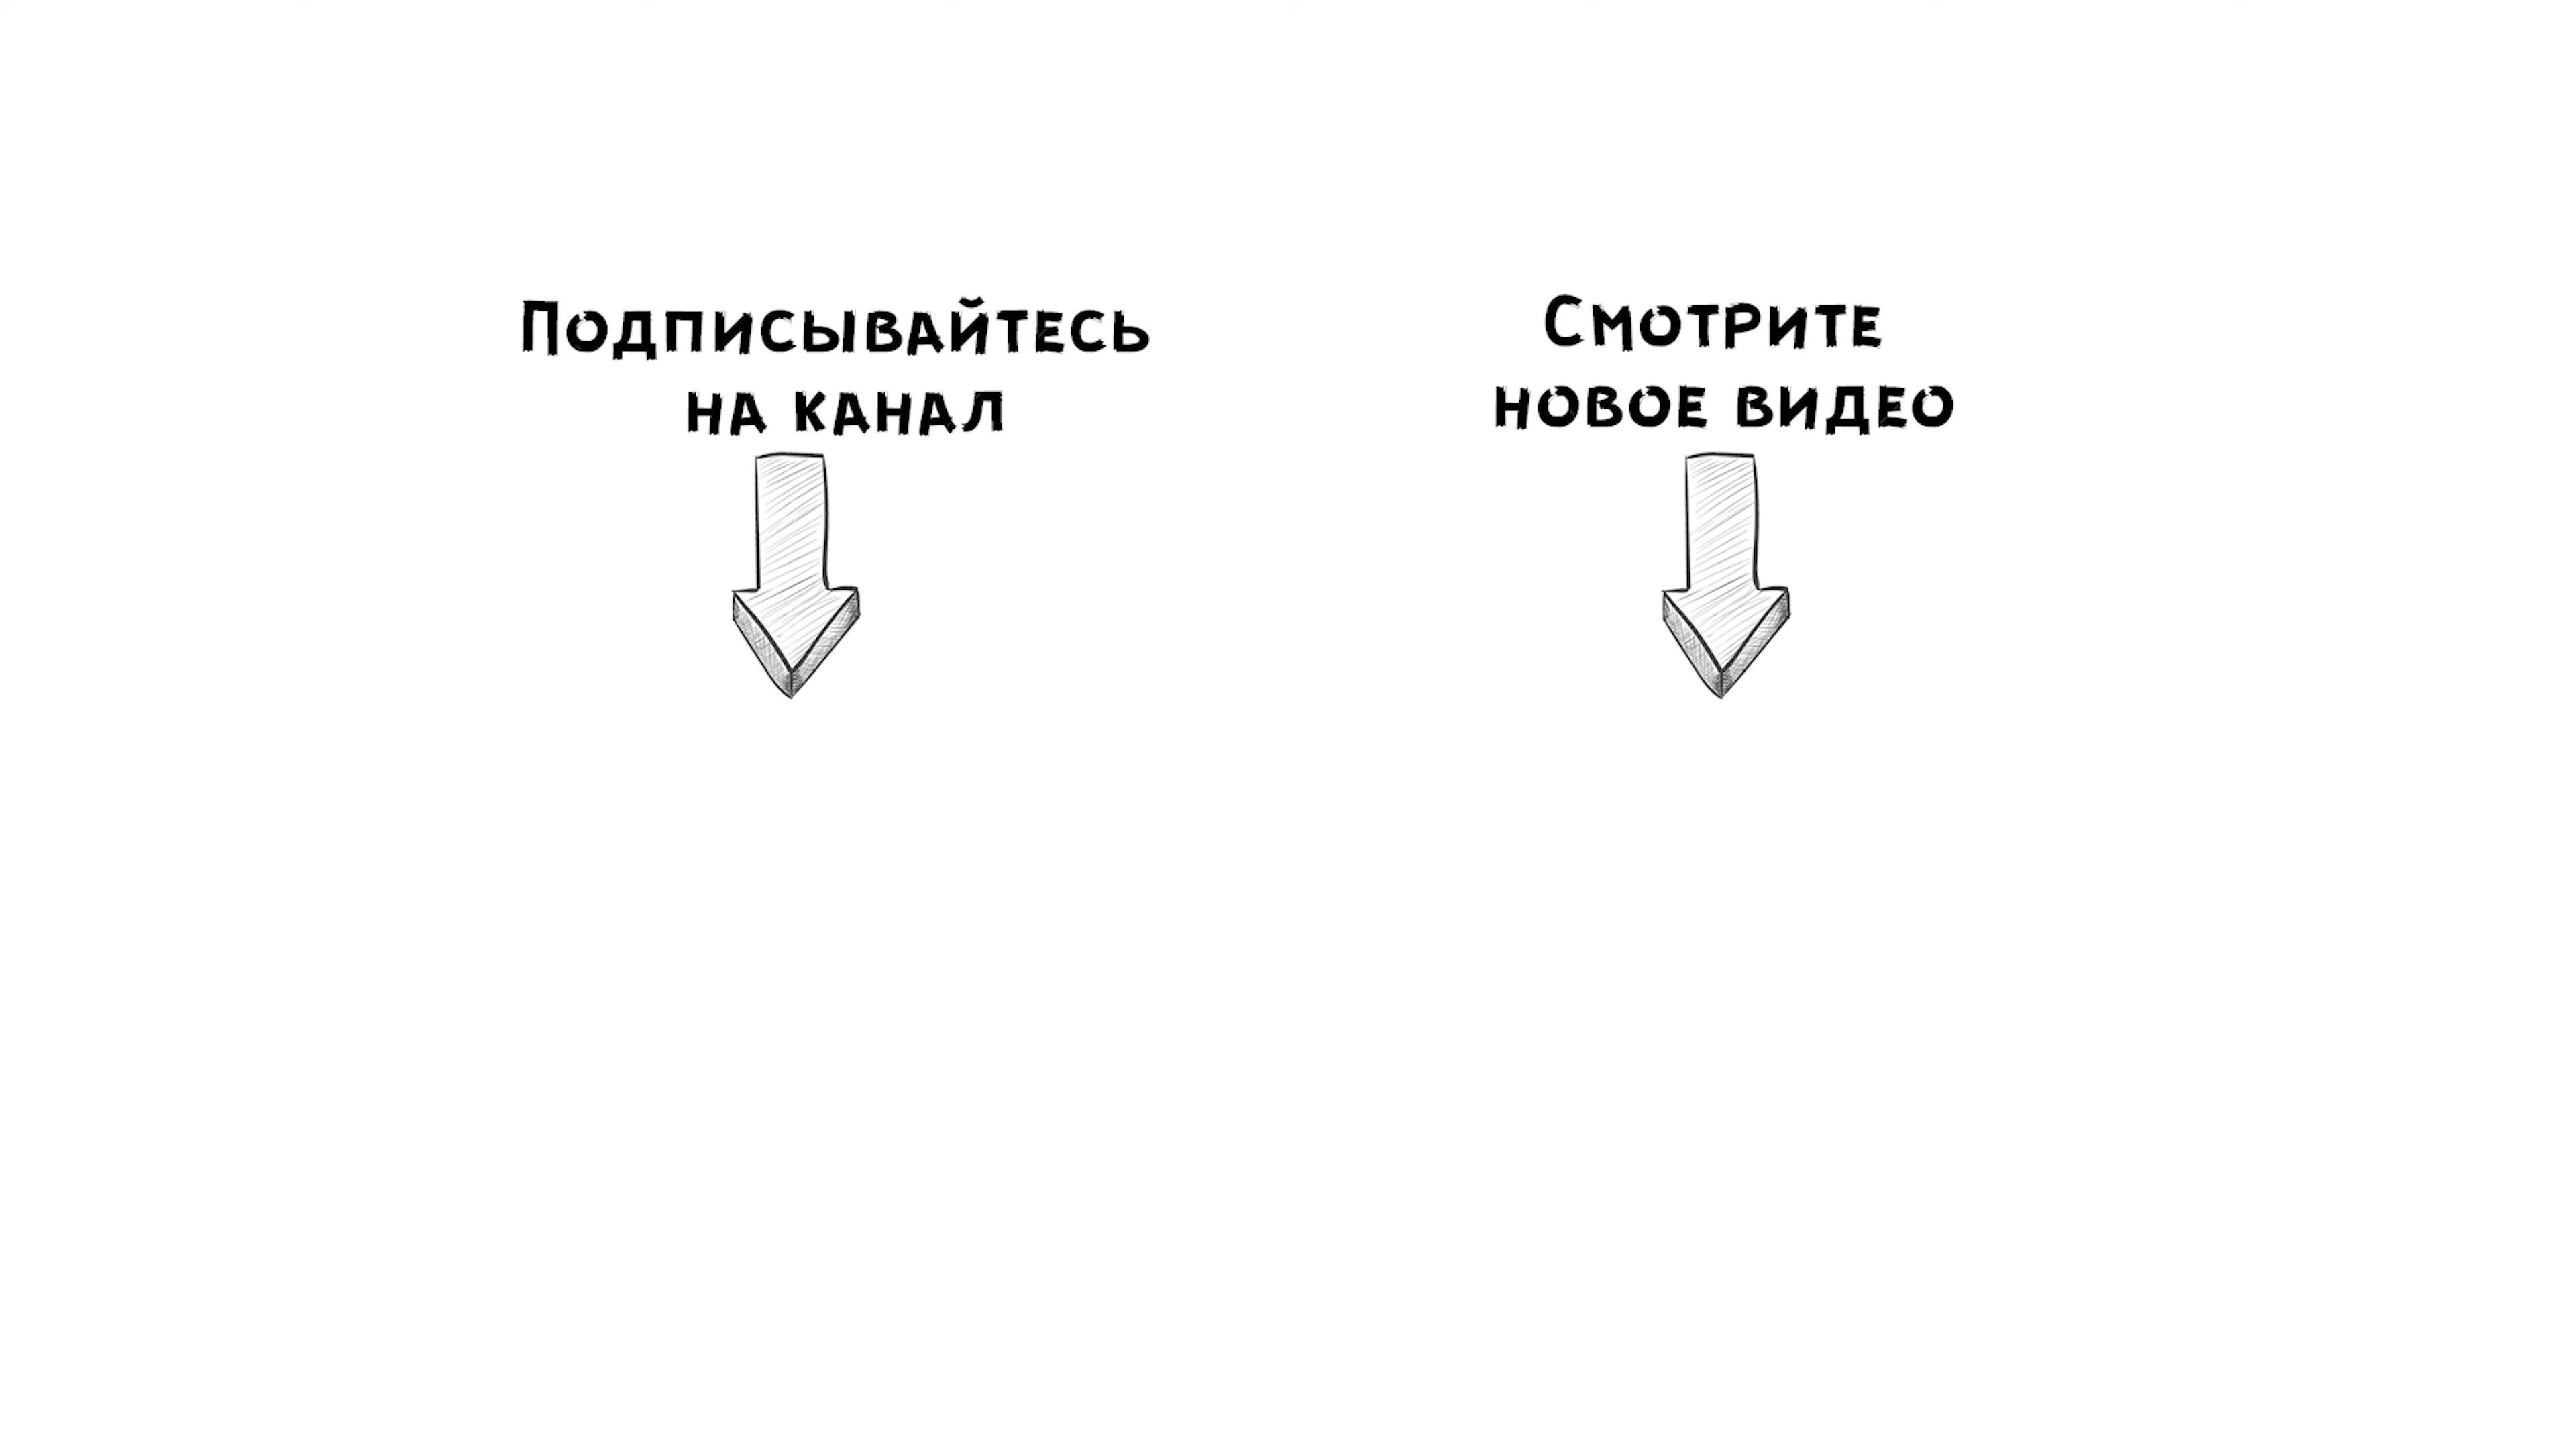 Подписывайтесь
на канал
Смотрите
новое видео